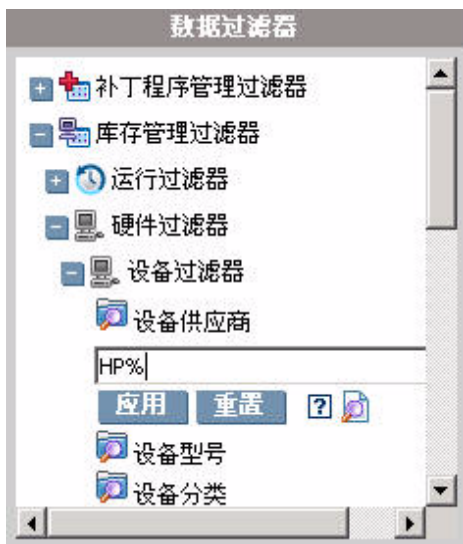 数据过滤器
补丁程序管理过滤器
库存管理过滤器
运行过滤器
硬件过滤器
设备过滤器
设备供应商
HP%
应用 重置 ?
设备型号
设备分类